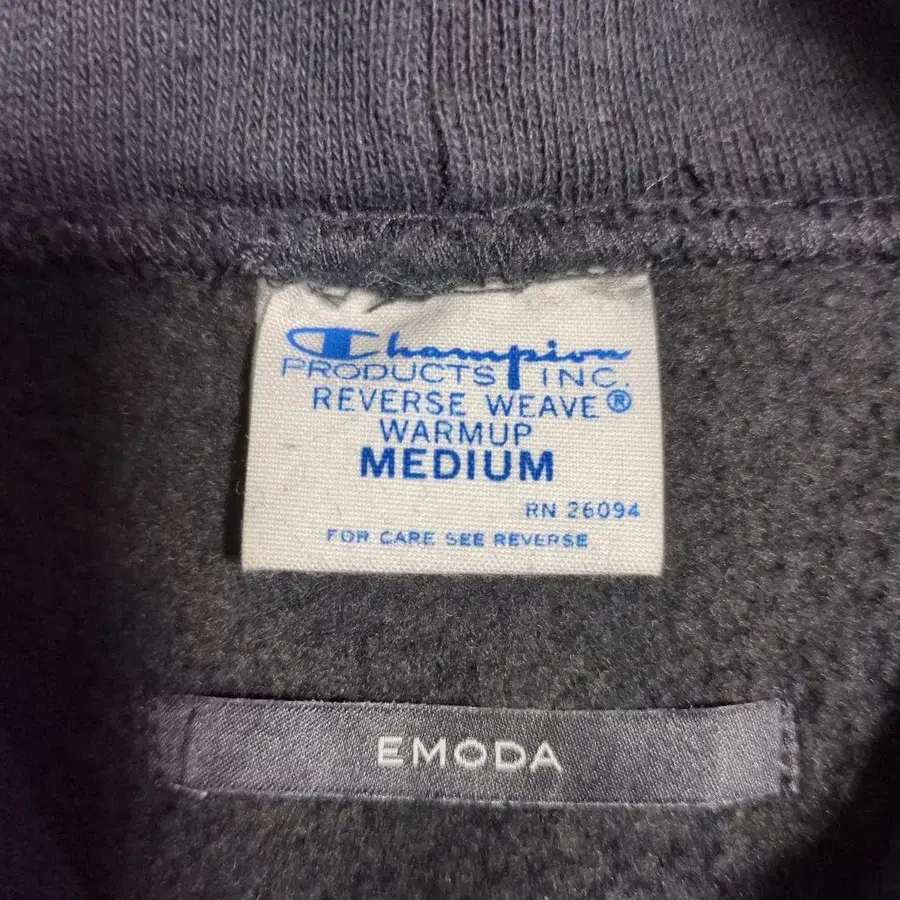 Champion
PRODUCTS INC.
REVERSE WEAVE®
WARMUP
MEDIUM
RN 26094
FOR CARE SEE REVERSE
EMODA